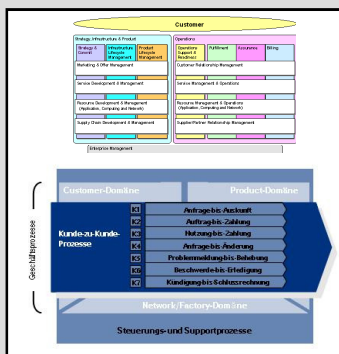 Customer
Strategy, Infrastructure & Product
Operations
Strategy & Commit
Infrastructure Lifecycle Management
Product Lifecycle Management
Operations Support & Readiness
Fulfillment
Assurance
Billing
Marketing & Offer Management
Customer Relationship Management
Service Development & Management
Service Management & Operations
Resource Development & Management
(Application, Computing and Network)
Resource Management & Operations
(Application, Computing and Network)
Supply Chain Development & Management
Supplier/Partner Relationship Management
Enterprise Management
Geschäftsprozesse
Customer-Domäne
Product-Domäne
Kunde-zu-Kunde-
Prozesse
K1 Anfrage-bis-Auskunft
K2 Auftrag-bis-Zahlung
K3 Nutzung-bis-Zahlung
K4 Anfrage-bis-Änderung
K5 Problemmeldung-bis-Behebung
K6 Beschwerde-bis-Erledigung
K7 Kündigung-bis-Schlussrechnung
Network/Factory-Domäne
Steuerungs- und Supportprozesse